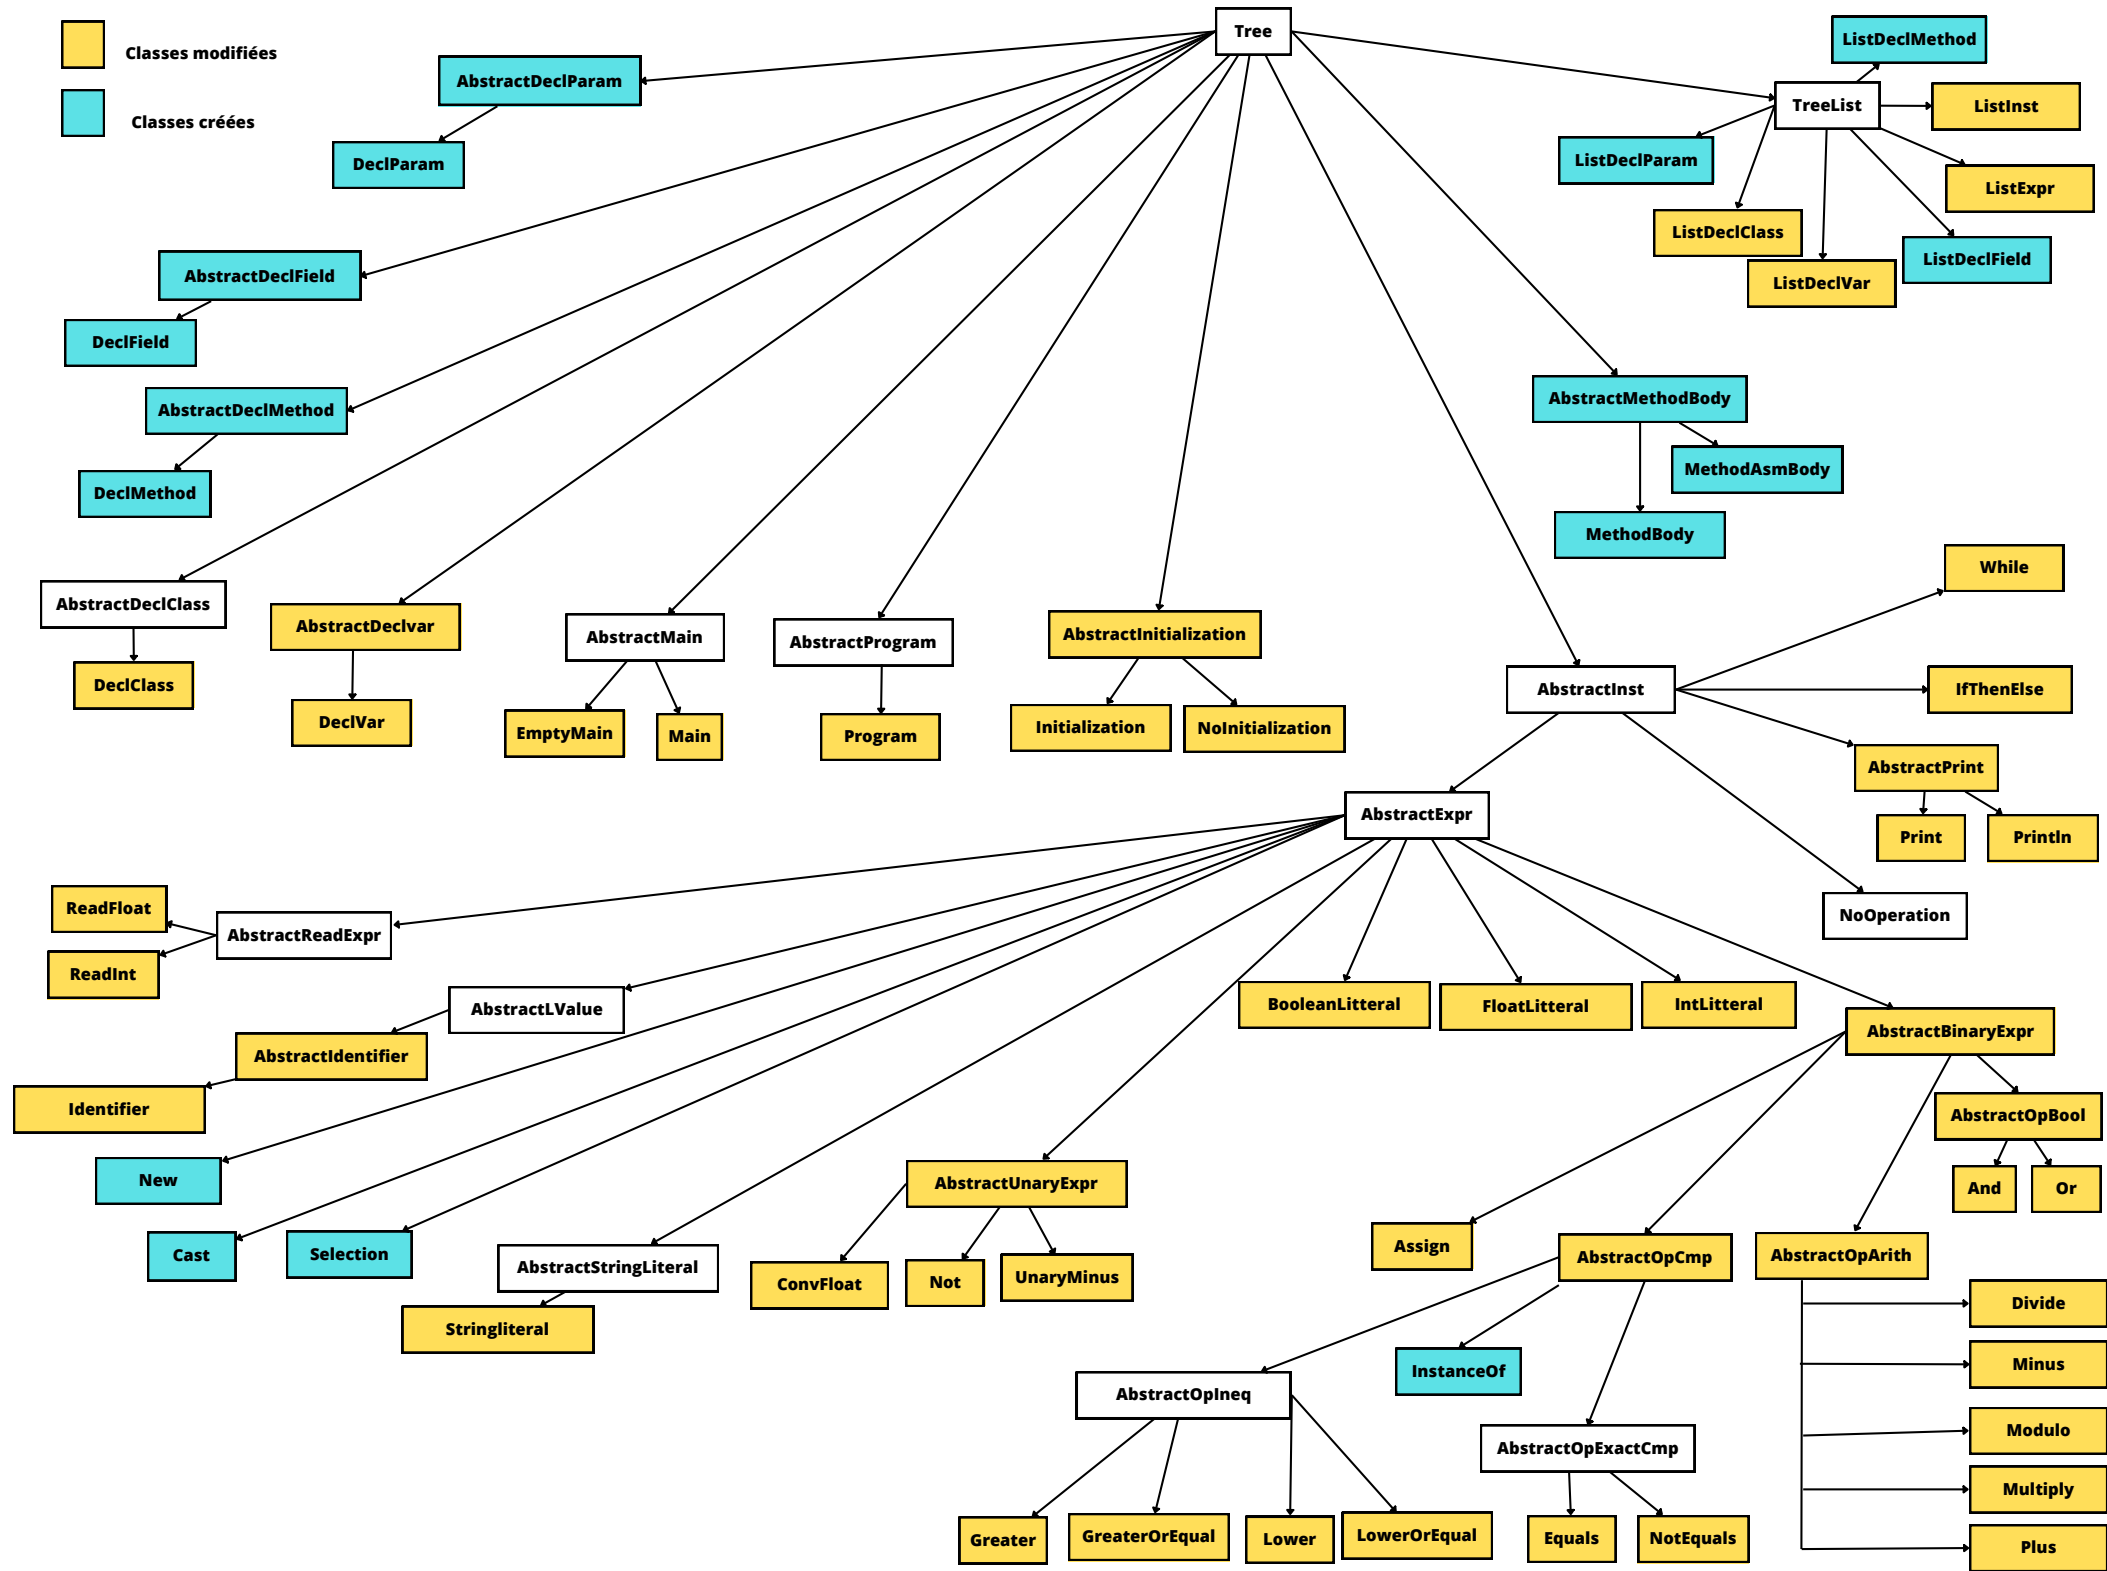 Tree
ListDeclMethod
Classes modifiées
AbstractDeclParam
TreeList
ListInst
Classes créées
DeclParam
ListDeclParam
ListExpr
ListDeclClass
AbstractDeclField
ListDeclField
ListDeclVar
DeclField
AbstractDeclMethod
AbstractMethodBody
MethodAsmBody
DeclMethod
MethodBody
While
AbstractDeclClass
AbstractDeclvar
AbstractMain
AbstractProgram
AbstractInitialization
DeclClass
AbstractInst
IfThenElse
DeclVar
EmptyMain
Main
Program
Initialization
NoInitialization
AbstractPrint
AbstractExpr
Print
Println
ReadFloat
AbstractReadExpr
NoOperation
ReadInt
AbstractLValue
BooleanLitteral
FloatLitteral
IntLitteral
AbstractIdentifier
AbstractBinaryExpr
Identifier
AbstractOpBool
New
AbstractUnaryExpr
And
Or
Cast
Selection
AbstractStringLiteral
ConvFloat
Not
UnaryMinus
Assign
AbstractOpCmp
AbstractOpArith
Stringliteral
Divide
AbstractOpIneq
InstanceOf
Minus
AbstractOpExactCmp
Modulo
Multiply
Greater
GreaterOrEqual
Lower
LowerOrEqual
Equals
NotEquals
Plus